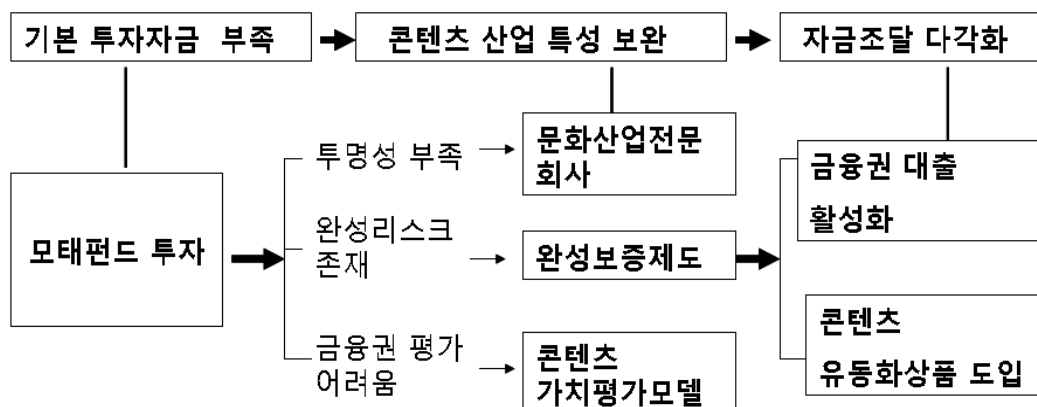 기본 투자자금 부족
콘텐츠 산업 특성 보완
자금조달 다각화
모태펀드 투자
투명성 부족
문화산업전문
회사
완성리스크
존재
완성보증제도
금융권 평가
어려움
콘텐츠
가치평가모델
금융권 대출
활성화
콘텐츠
유동화상품 도입